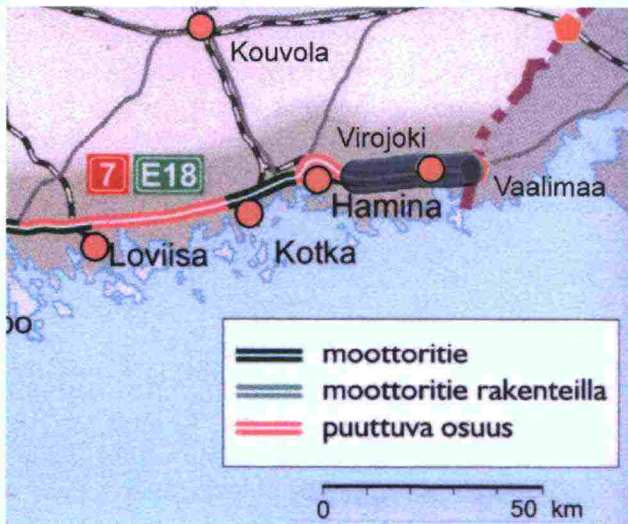 Kouvola
Virojoki
7 E18
Vaalimaa
Hamina
Loviisa
Kotka
oo
moottoritie
moottoritie rakenteilla
puuttuva osuus
0 50 km